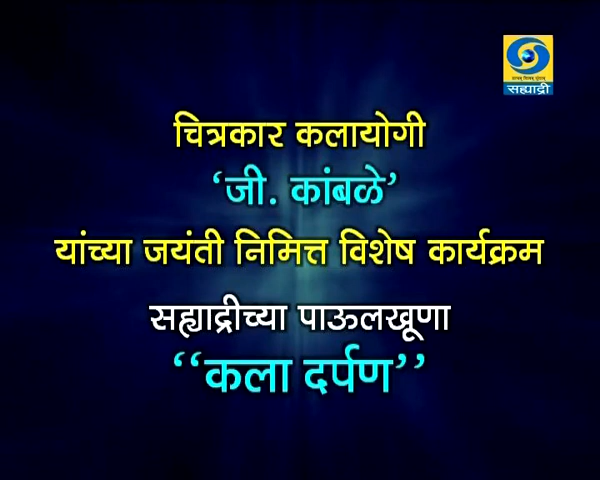 सह्याद्री
चित्रकार कलायोगी
‘जी. कांबळे’
यांच्या जयंती निमित्त विशेष कार्यक्रम
सह्याद्रीच्या पाऊलखूणा
‘‘कला दर्पण’’